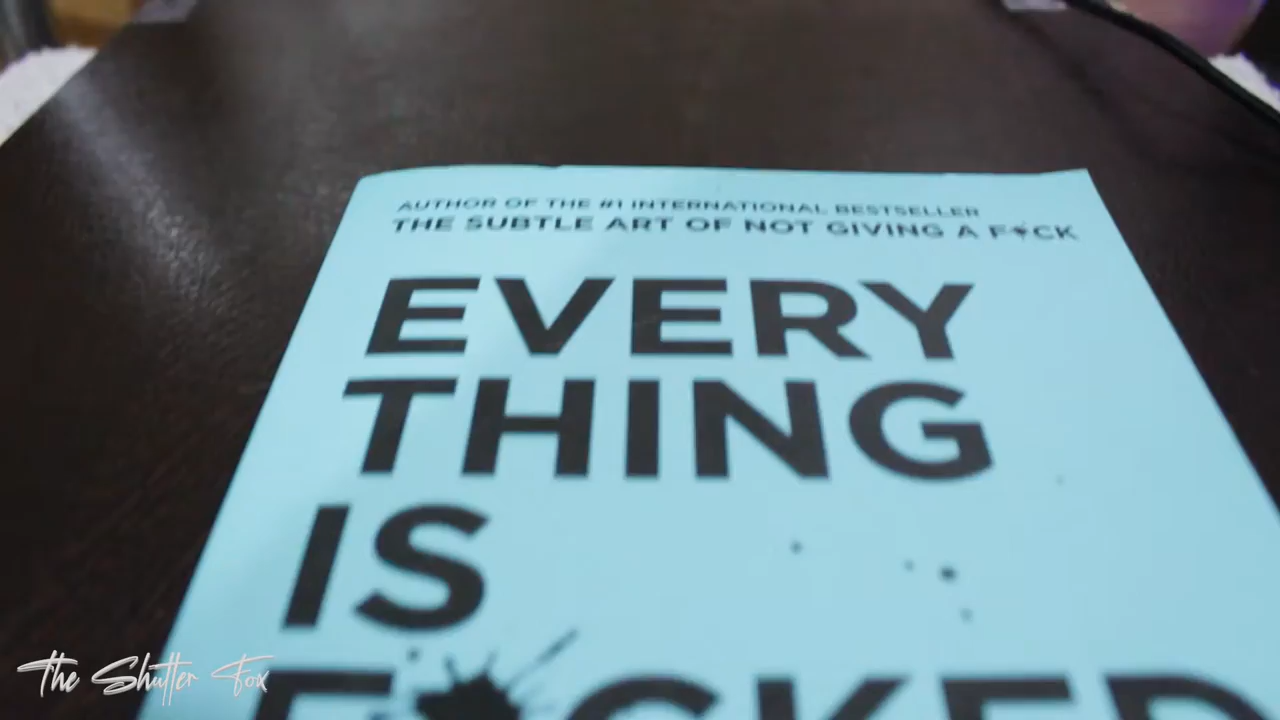 AUTHOR OF THE #1 INTERNATIONAL BESTSELLER
THE SUBTLE ART OF NOT GIVING A F*CK
EVERY
THING
IS
F*CKED
The Shutter Fox